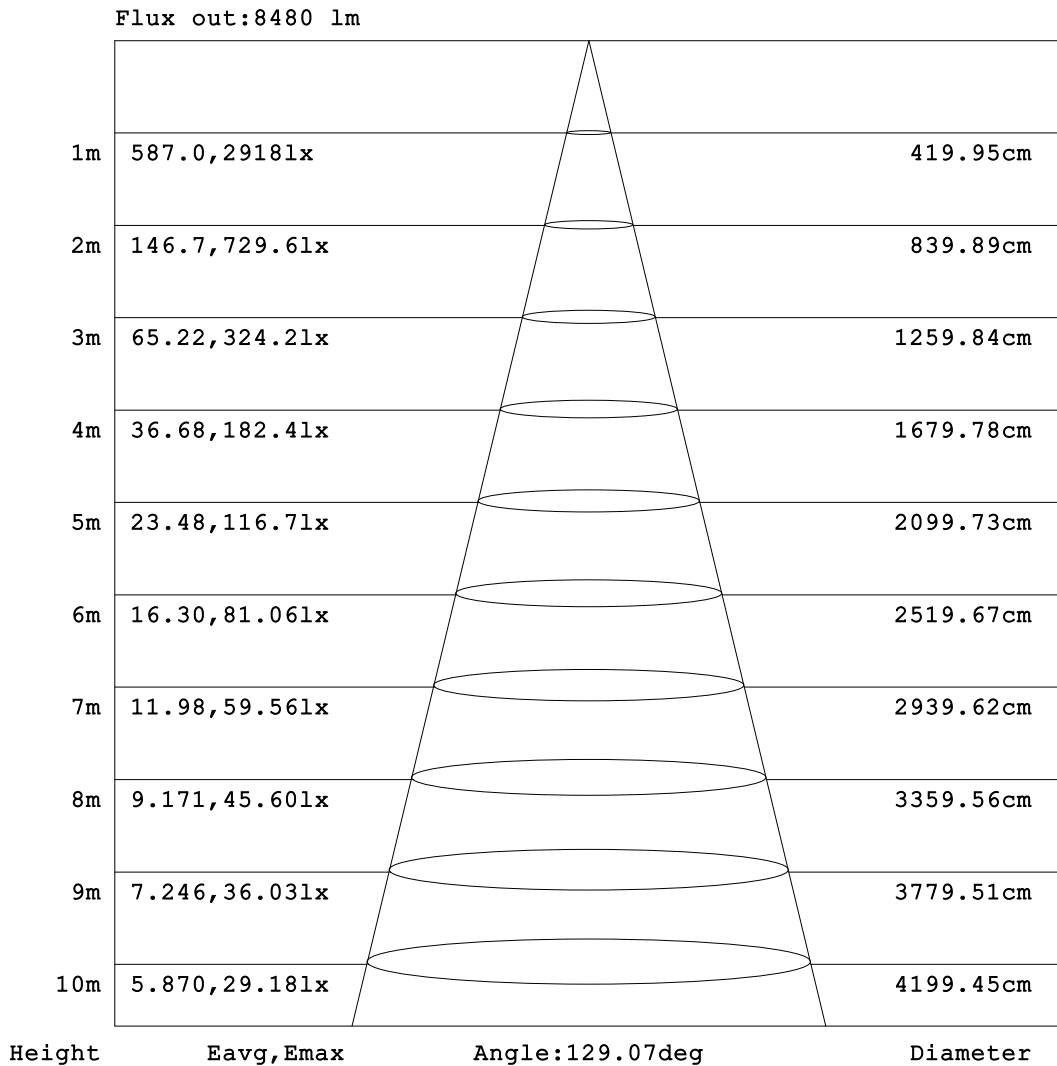 Flux out:8480 lm
1m 587.0,2918lx 419.95cm
2m 146.7,729.6lx 839.89cm
3m 65.22,324.2lx 1259.84cm
4m 36.68,182.4lx 1679.78cm
5m 23.48,116.7lx 2099.73cm
6m 16.30,81.06lx 2519.67cm
7m 11.98,59.56lx 2939.62cm
8m 9.171,45.60lx 3359.56cm
9m 7.246,36.03lx 3779.51cm
10m 5.870,29.18lx 4199.45cm
Height Eavg,Emax Angle:129.07deg Diameter